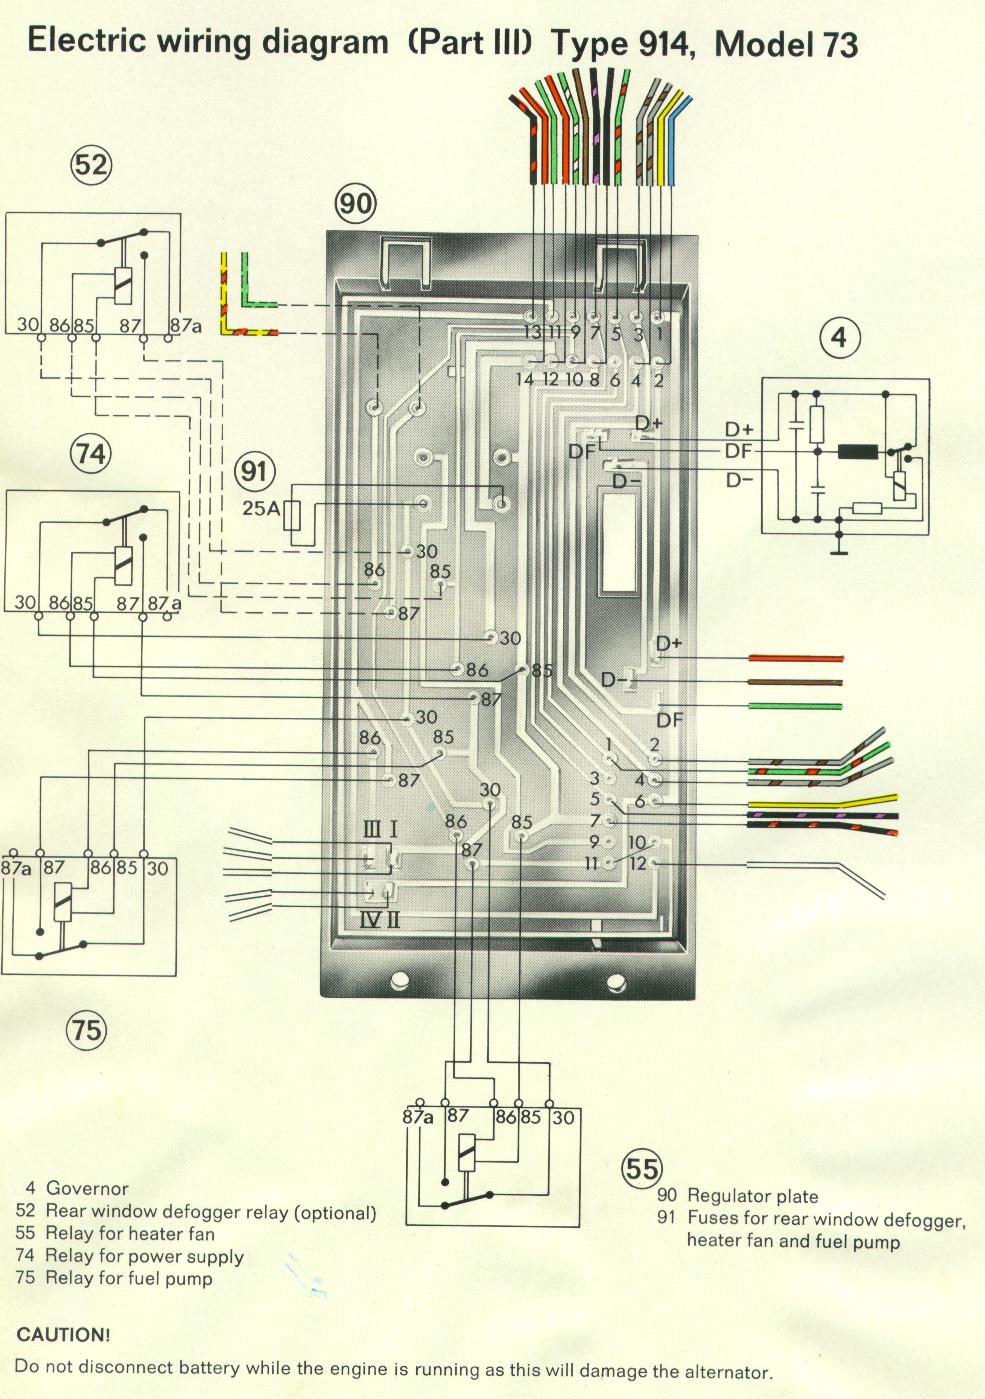 Electric wiring diagram (Part III) Type 914, Model 73
52
90
30 86 85 87 87a
13 11 9 7 5 3 1
14 12 10 8 6 4 2
4
D+
DF
D-
D+
DF
D-
74
91
25A
30
86 85
87
30 86 85 87 87a
30
86 85
87
D+
D-
DF
30
86 85
87
1 2
3 4
5 6
7
9 10
11 12
30
86 85
87
III I
IV II
87a 87 86 85 30
75
87a 87 86 85 30
55
4 Governor
52 Rear window defogger relay (optional)
55 Relay for heater fan
74 Relay for power supply
75 Relay for fuel pump
90 Regulator plate
91 Fuses for rear window defogger,
heater fan and fuel pump
CAUTION!
Do not disconnect battery while the engine is running as this will damage the alternator.